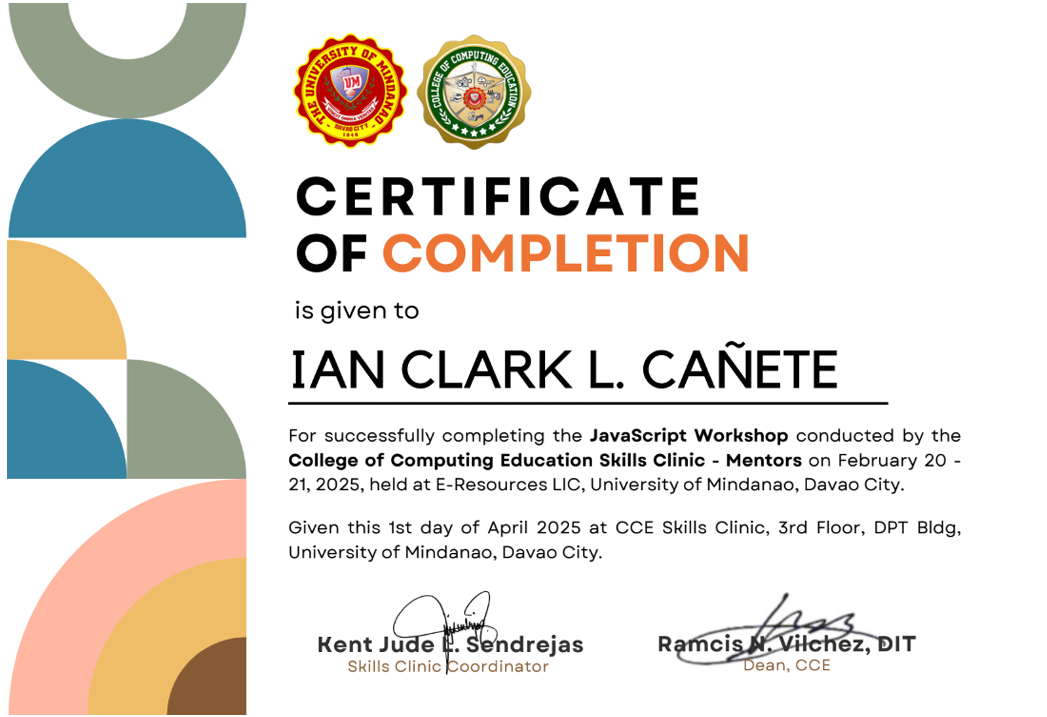 THE UNIVERSITY OF MINDANAO
UM
DAVAO CITY
1946
COLLEGE OF COMPUTING EDUCATION
CERTIFICATE
OF COMPLETION
is given to
IAN CLARK L. CAÑETE
For successfully completing the JavaScript Workshop conducted by the
College of Computing Education Skills Clinic - Mentors on February 20 -
21, 2025, held at E-Resources LIC, University of Mindanao, Davao City.
Given this 1st day of April 2025 at CCE Skills Clinic, 3rd Floor, DPT Bldg,
University of Mindanao, Davao City.
Kent Jude L. Sendrejas
Skills Clinic Coordinator
Ramcis N. Vilchez, DIT
Dean, CCE